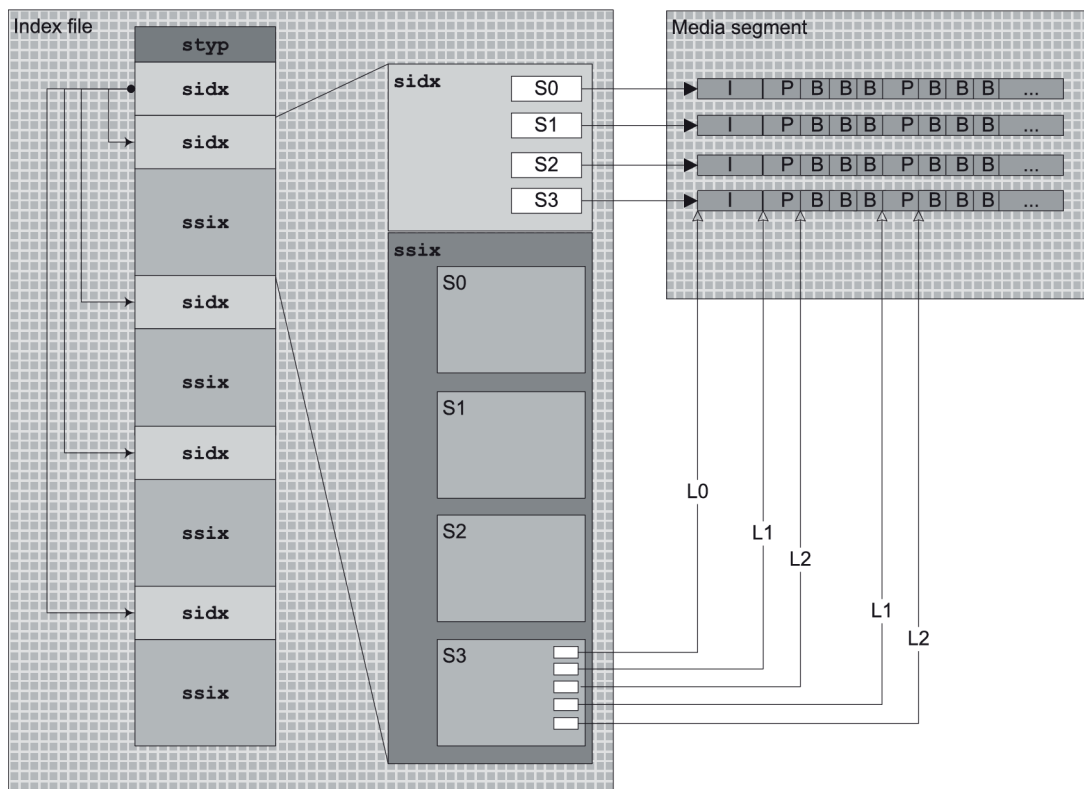 Index file
styp
sidx
sidx
ssix
sidx
ssix
sidx
ssix
sidx
ssix
sidx
S0
S1
S2
S3
ssix
S0
S1
S2
S3
Media segment
I P B B B P B B B ...
I P B B B P B B B ...
I P B B B P B B B ...
I P B B B P B B B ...
L0
L1
L2
L1
L2